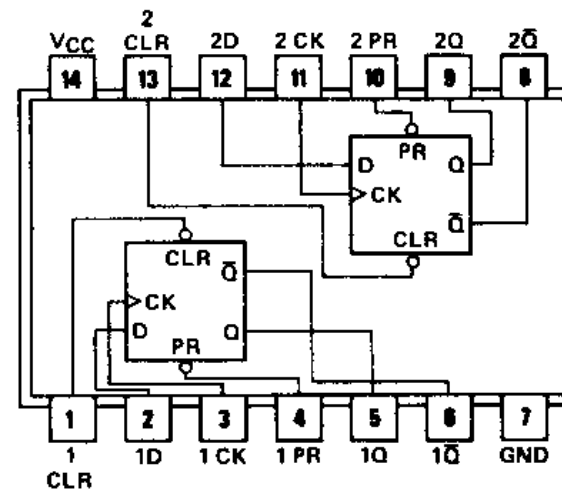 2
VCC CLR 2D 2 CK 2 PR 2Q 2Q̅
14 13 12 11 10 9 8
PR
D Q
CK
Q̅
CLR
CLR Q̅
CK
D Q
PR
1 2 3 4 5 6 7
1 1D 1 CK 1 PR 1Q 1Q̅ GND
CLR